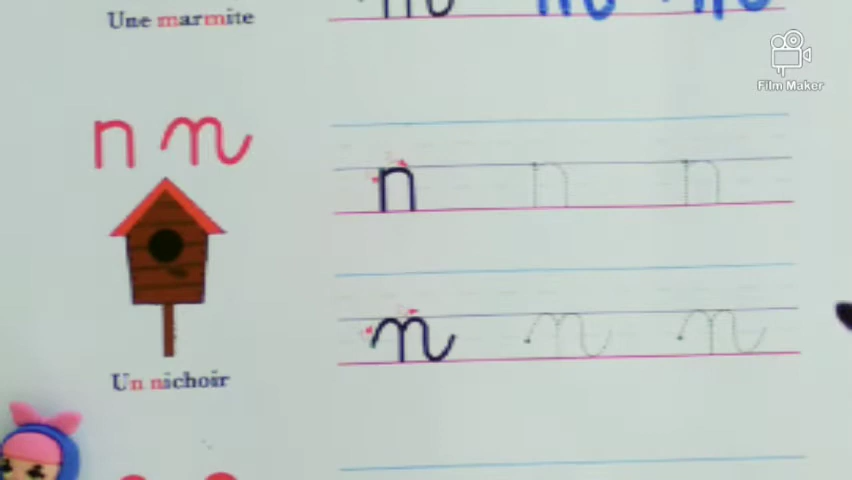 Une marmite
Film Maker
n n
n n n
n n n
Un nichoir